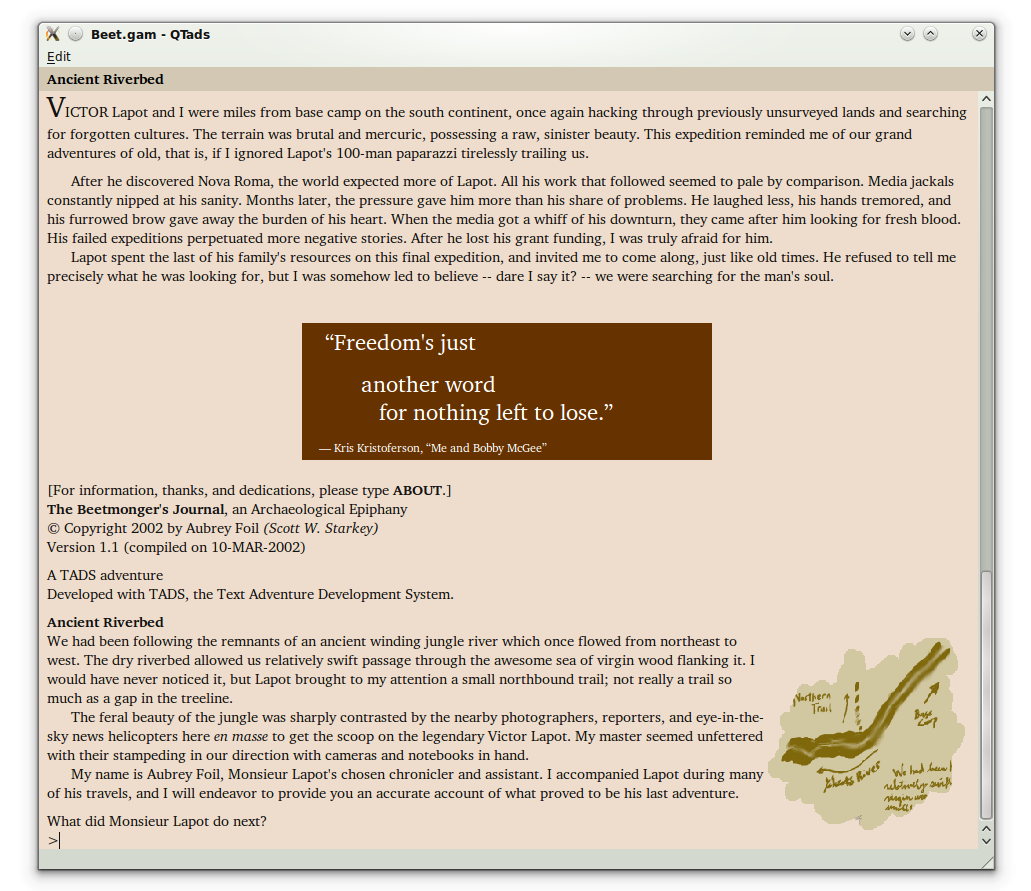 Beet.gam - QTads
Edit
Ancient Riverbed
VICTOR Lapot and I were miles from base camp on the south continent, once again hacking through previously unsurveyed lands and searching
for forgotten cultures. The terrain was brutal and mercuric, possessing a raw, sinister beauty. This expedition reminded me of our grand
adventures of old, that is, if I ignored Lapot's 100-man paparazzi tirelessly trailing us.
After he discovered Nova Roma, the world expected more of Lapot. All his work that followed seemed to pale by comparison. Media jackals
constantly nipped at his sanity. Months later, the pressure gave him more than his share of problems. He laughed less, his hands tremored, and
his furrowed brow gave away the burden of his heart. When the media got a whiff of his downturn, they came after him looking for fresh blood.
His failed expeditions perpetuated more negative stories. After he lost his grant funding, I was truly afraid for him.
Lapot spent the last of his family's resources on this final expedition, and invited me to come along, just like old times. He refused to tell me
precisely what he was looking for, but I was somehow led to believe -- dare I say it? -- we were searching for the man's soul.
“Freedom's just
another word
for nothing left to lose.”
— Kris Kristoferson, “Me and Bobby McGee”
[For information, thanks, and dedications, please type ABOUT.]
The Beetmonger's Journal, an Archaeological Epiphany
© Copyright 2002 by Aubrey Foil (Scott W. Starkey)
Version 1.1 (compiled on 10-MAR-2002)
A TADS adventure
Developed with TADS, the Text Adventure Development System.
Ancient Riverbed
We had been following the remnants of an ancient winding jungle river which once flowed from northeast to
west. The dry riverbed allowed us relatively swift passage through the awesome sea of virgin wood flanking it. I
would have never noticed it, but Lapot brought to my attention a small northbound trail; not really a trail so
much as a gap in the treeline.
The feral beauty of the jungle was sharply contrasted by the nearby photographers, reporters, and eye-in-the-
sky news helicopters here en masse to get the scoop on the legendary Victor Lapot. My master seemed unfettered
with their stampeding in our direction with cameras and notebooks in hand.
My name is Aubrey Foil, Monsieur Lapot's chosen chronicler and assistant. I accompanied Lapot during many
of his travels, and I will endeavor to provide you an accurate account of what proved to be his last adventure.
What did Monsieur Lapot do next?
>
Northern
Trail
Base
Camp
We had been
relatively swift